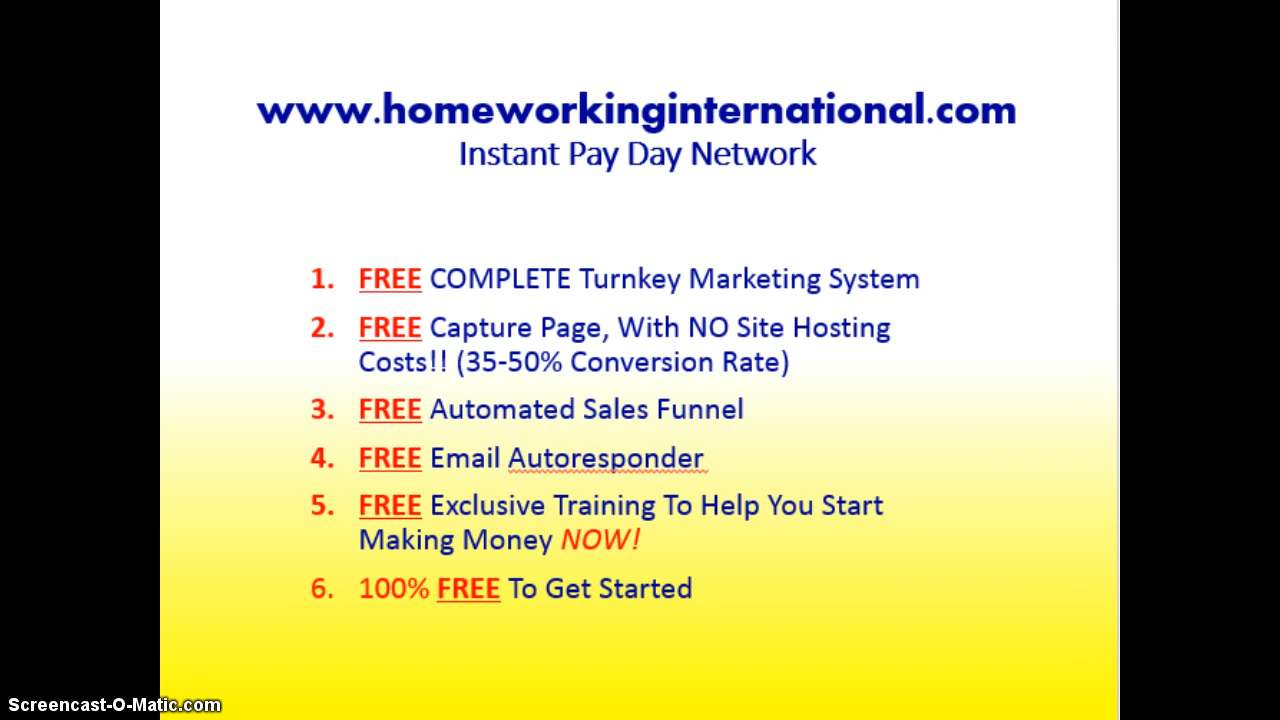 www.homeworkinginternational.com
Instant Pay Day Network
1. FREE COMPLETE Turnkey Marketing System
2. FREE Capture Page, With NO Site Hosting
Costs!! (35-50% Conversion Rate)
3. FREE Automated Sales Funnel
4. FREE Email Autoresponder
5. FREE Exclusive Training To Help You Start
Making Money NOW!
6. 100% FREE To Get Started
Screencast-O-Matic.com